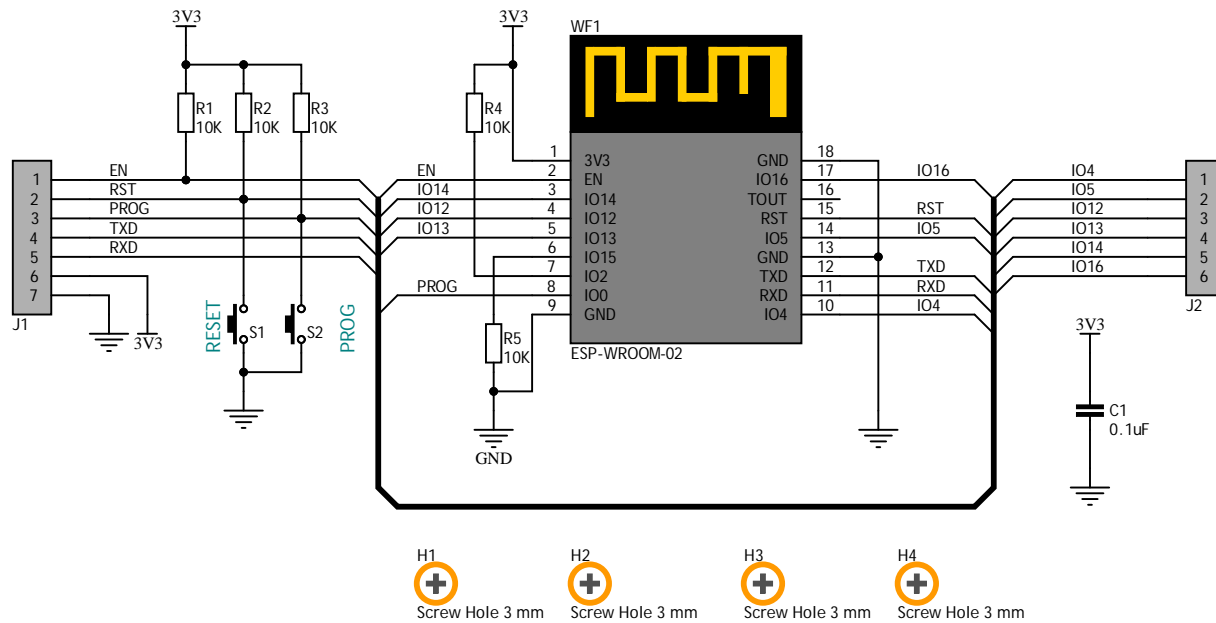 3V3
3V3
WF1
R1
10K
R2
10K
R3
10K
R4
10K
1
2
3
4
5
6
7
J1
EN
RST
PROG
TXD
RXD
3V3
RESET
S1
S2
PROG
EN
IO14
IO12
IO13
PROG
1
2
3
4
5
6
7
8
9
3V3
EN
IO14
IO12
IO13
IO15
IO2
IO0
GND
GND
IO16
TOUT
RST
IO5
GND
TXD
RXD
IO4
18
17
16
15
14
13
12
11
10
ESP-WROOM-02
R5
10K
GND
IO16
RST
IO5
TXD
RXD
IO4
IO4
IO5
IO12
IO13
IO14
IO16
1
2
3
4
5
6
J2
3V3
C1
0.1uF
H1
Screw Hole 3 mm
H2
Screw Hole 3 mm
H3
Screw Hole 3 mm
H4
Screw Hole 3 mm